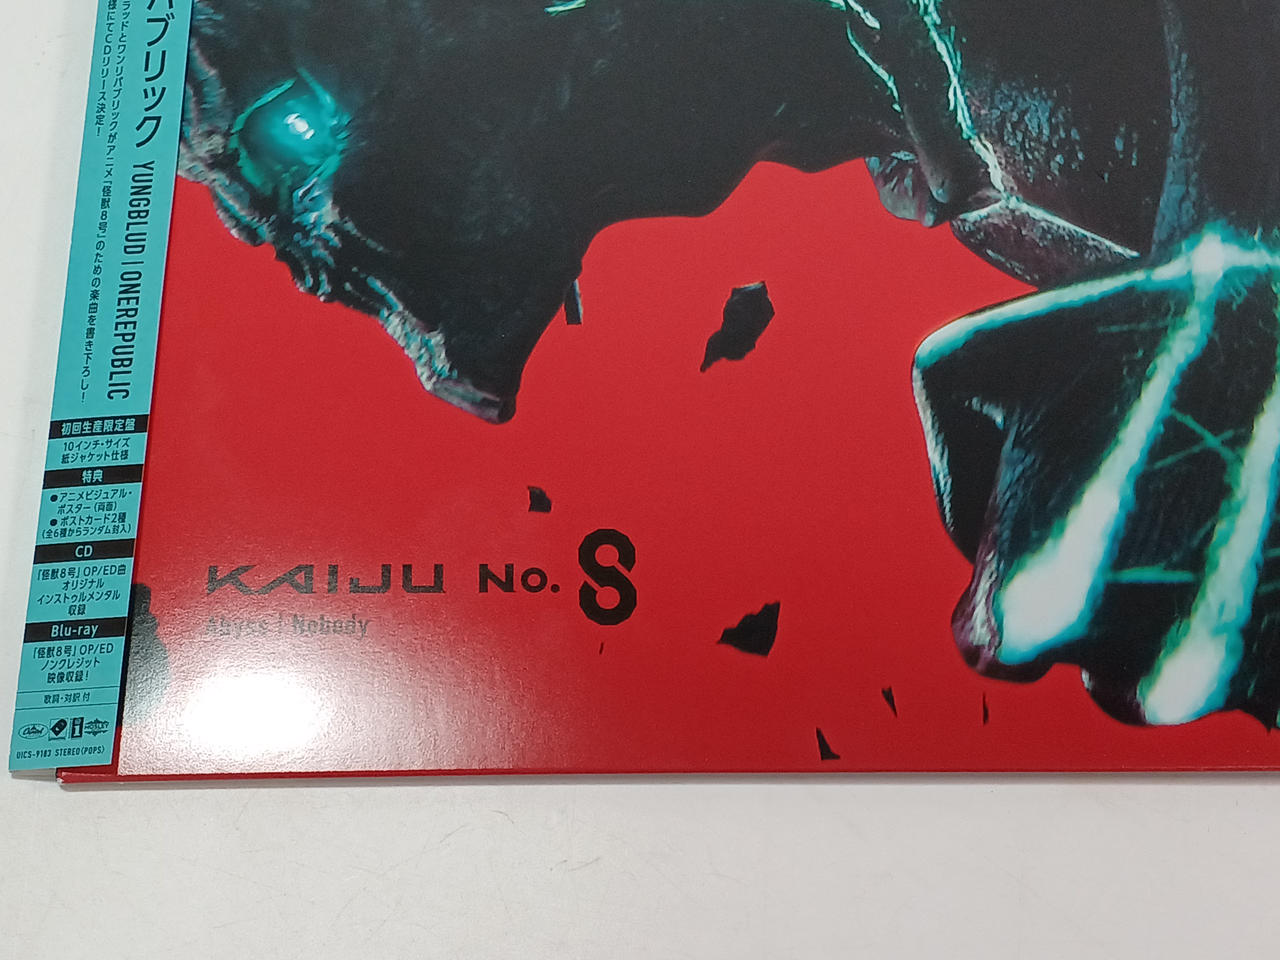 パブリック YUNGBLUD | ONEREPUBLIC
ラッドとワンリパブリックがアニメ「怪獣8号」のための楽曲を書き下ろし!
様にてCDリリース決定!
初回生産限定盤
10インチ・サイズ
紙ジャケット仕様
特典
●アニメビジュアル・
ポスター(両面)
●ポストカード2種
(全6種からランダム封入)
CD
「怪獣8号」OP/ED曲
オリジナル
インストゥルメンタル
収録
Blu-ray
「怪獣8号」OP/ED
ノンクレジット
映像収録!
歌詞・対訳 付
Capitol
UICS-9183 STEREO(POPS)
KAIJU No.8
Abyss | Nobody